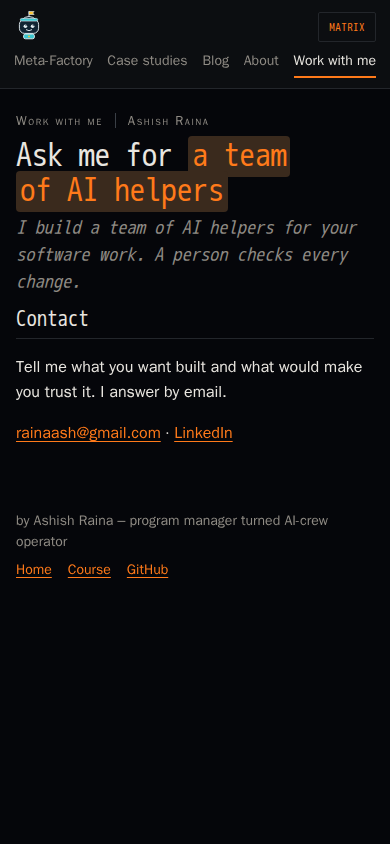 MATRIX
Meta-Factory Case studies Blog About Work with me
Work with me | Ashish Raina
Ask me for a team
of AI helpers
I build a team of AI helpers for your
software work. A person checks every
change.
Contact
Tell me what you want built and what would make
you trust it. I answer by email.
rainaash@gmail.com · LinkedIn
by Ashish Raina — program manager turned AI-crew
operator
Home Course GitHub